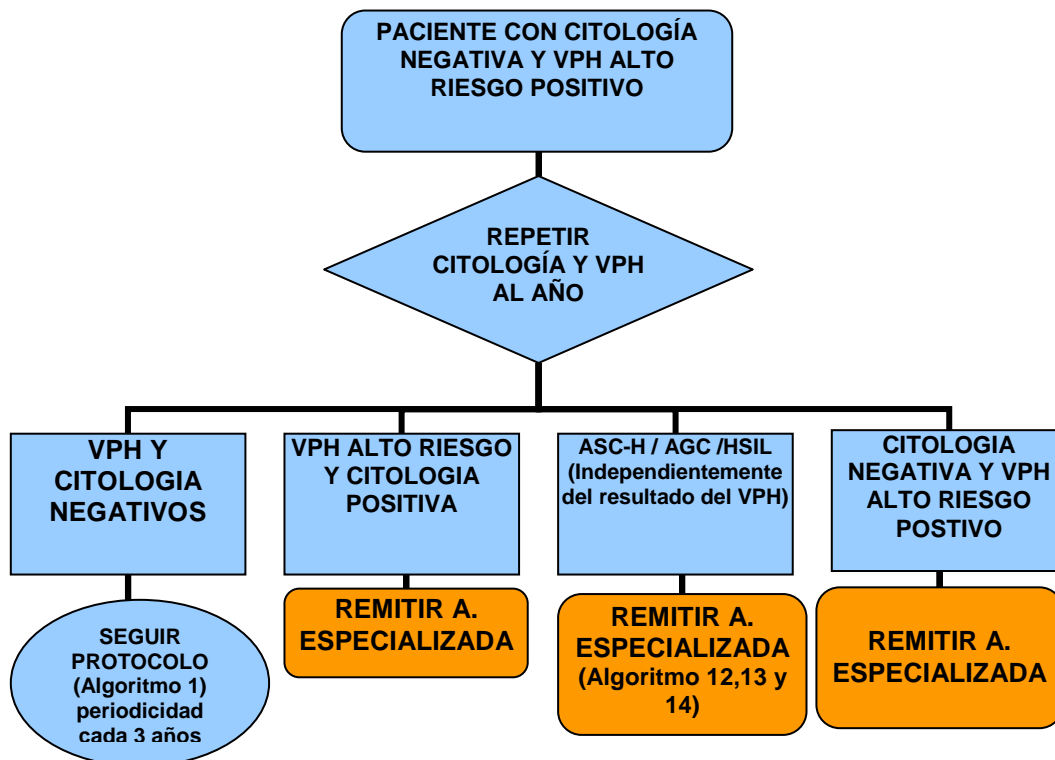 PACIENTE CON CITOLOGÍA
NEGATIVA Y VPH ALTO
RIESGO POSITIVO
REPETIR
CITOLOGÍA Y VPH
AL AÑO
VPH Y
CITOLOGIA
NEGATIVOS
VPH ALTO RIESGO
Y CITOLOGIA
POSITIVA
ASC-H / AGC /HSIL
(Independientemente
del resultado del VPH)
CITOLOGIA
NEGATIVA Y VPH
ALTO RIESGO
POSTIVO
SEGUIR
PROTOCOLO
(Algoritmo 1)
periodicidad
cada 3 años
REMITIR A.
ESPECIALIZADA
REMITIR A.
ESPECIALIZADA
(Algoritmo 12,13 y
14)
REMITIR A.
ESPECIALIZADA